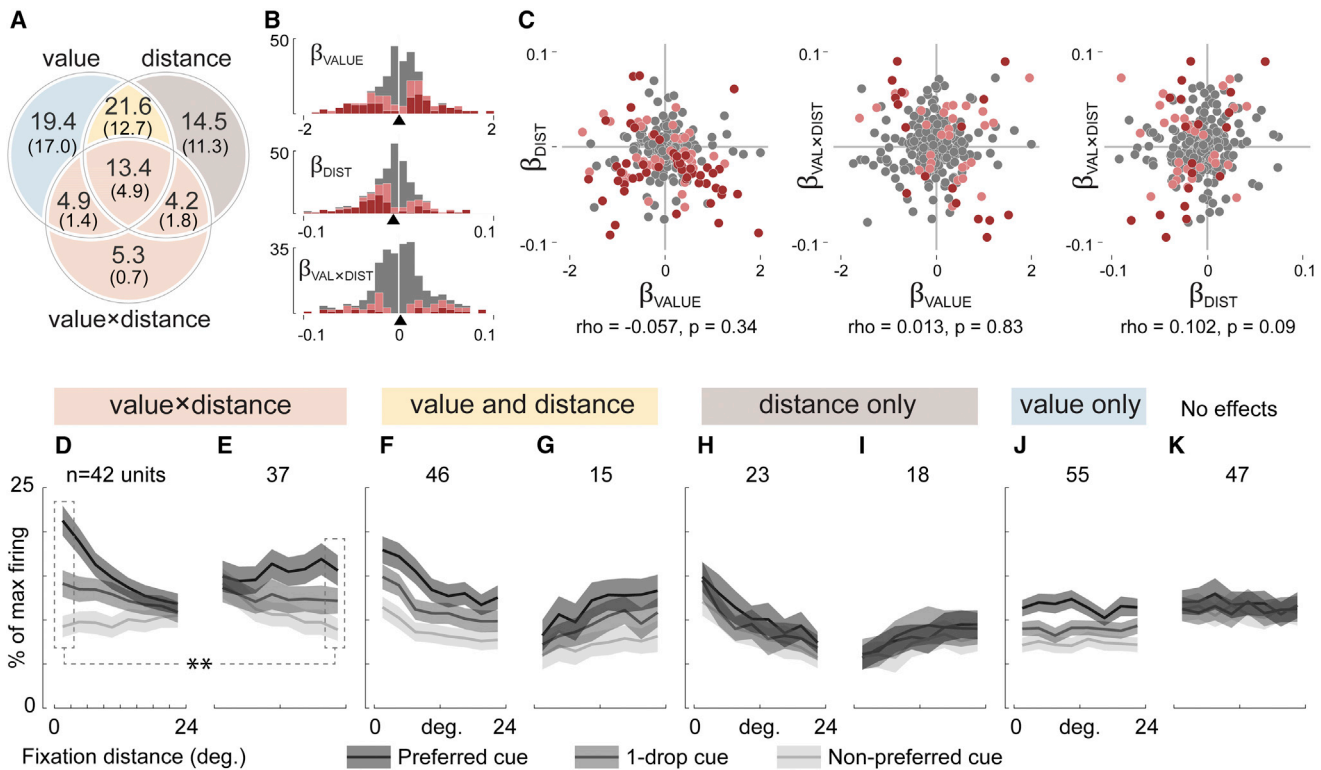 A
value
distance
19.4
(17.0)
21.6
(12.7)
14.5
(11.3)
13.4
(4.9)
4.9
(1.4)
4.2
(1.8)
5.3
(0.7)
value×distance
B
50
βVALUE
-2
2
50
βDIST
-0.1
0.1
35
βVAL×DIST
-0.1
0
0.1
C
0.1
βDIST
-0.1
-2
0
2
βVALUE
rho = -0.057, p = 0.34
0.1
βVAL×DIST
-0.1
-2
0
2
βVALUE
rho = 0.013, p = 0.83
0.1
βVAL×DIST
-0.1
-0.1
0
0.1
βDIST
rho = 0.102, p = 0.09
value×distance
value and distance
distance only
value only
No effects
D
E
F
G
H
I
J
K
n=42 units
37
46
15
23
18
55
47
25
% of max firing
0
**
0
24
0
deg.
24
0
deg.
24
0
deg.
24
Fixation distance (deg.)
Preferred cue
1-drop cue
Non-preferred cue